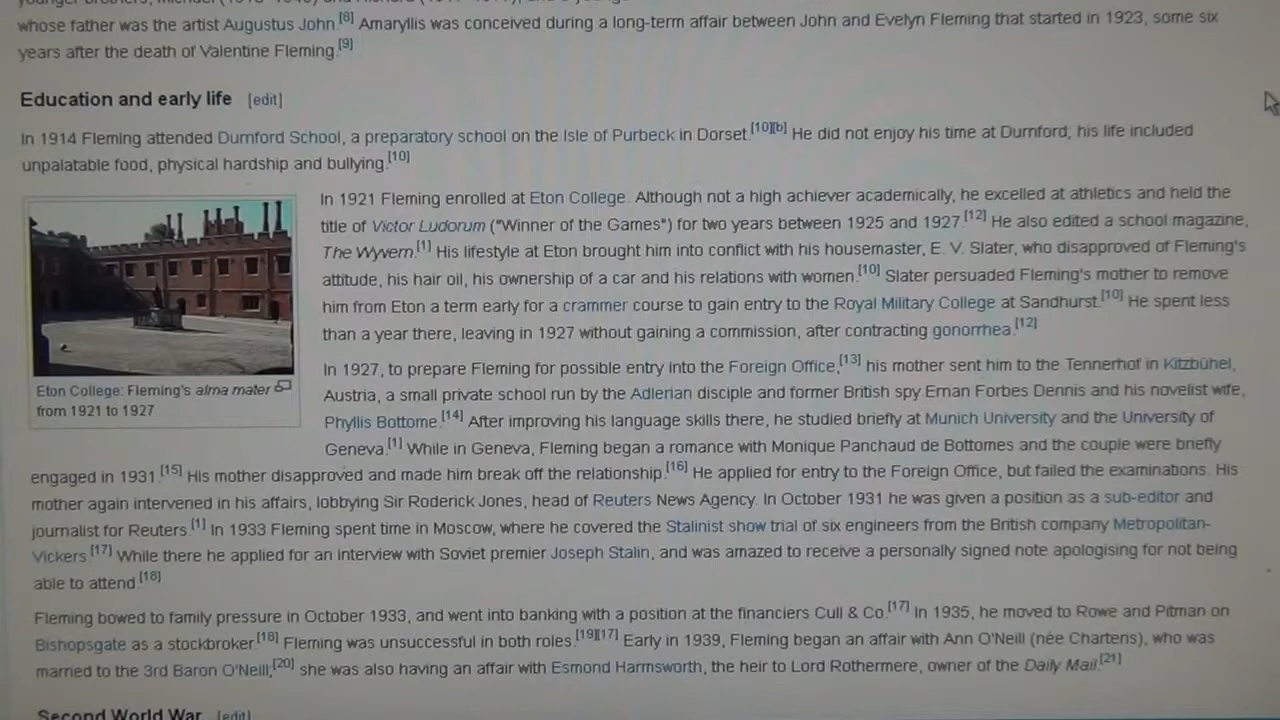 whose father was the artist Augustus John.[8] Amaryllis was conceived during a long-term affair between John and Evelyn Fleming that started in 1923, some six
years after the death of Valentine Fleming.[9]
Education and early life [edit]
In 1914 Fleming attended Durnford School, a preparatory school on the Isle of Purbeck in Dorset.[10][b] He did not enjoy his time at Durnford; his life included
unpalatable food, physical hardship and bullying.[10]
In 1921 Fleming enrolled at Eton College. Although not a high achiever academically, he excelled at athletics and held the
title of Victor Ludorum ("Winner of the Games") for two years between 1925 and 1927.[12] He also edited a school magazine,
The Wyvern.[1] His lifestyle at Eton brought him into conflict with his housemaster, E. V. Slater, who disapproved of Fleming's
attitude, his hair oil, his ownership of a car and his relations with women.[10] Slater persuaded Fleming's mother to remove
him from Eton a term early for a crammer course to gain entry to the Royal Military College at Sandhurst.[10] He spent less
than a year there, leaving in 1927 without gaining a commission, after contracting gonorrhea.[12]
Eton College: Fleming's alma mater
from 1921 to 1927
In 1927, to prepare Fleming for possible entry into the Foreign Office,[13] his mother sent him to the Tennerhof in Kitzbühel,
Austria, a small private school run by the Adlerian disciple and former British spy Ernan Forbes Dennis and his novelist wife,
Phyllis Bottome.[14] After improving his language skills there, he studied briefly at Munich University and the University of
Geneva.[1] While in Geneva, Fleming began a romance with Monique Panchaud de Bottomes and the couple were briefly
engaged in 1931.[15] His mother disapproved and made him break off the relationship.[16] He applied for entry to the Foreign Office, but failed the examinations. His
mother again intervened in his affairs, lobbying Sir Roderick Jones, head of Reuters News Agency. In October 1931 he was given a position as a sub-editor and
journalist for Reuters.[1] In 1933 Fleming spent time in Moscow, where he covered the Stalinist show trial of six engineers from the British company Metropolitan-
Vickers.[17] While there he applied for an interview with Soviet premier Joseph Stalin, and was amazed to receive a personally signed note apologising for not being
able to attend.[18]
Fleming bowed to family pressure in October 1933, and went into banking with a position at the financiers Cull & Co.[17] In 1935, he moved to Rowe and Pitman on
Bishopsgate as a stockbroker.[18] Fleming was unsuccessful in both roles.[19][17] Early in 1939, Fleming began an affair with Ann O'Neill (née Charteris), who was
married to the 3rd Baron O'Neill;[20] she was also having an affair with Esmond Harmsworth, the heir to Lord Rothermere, owner of the Daily Mail.[21]
Second World War [edit]